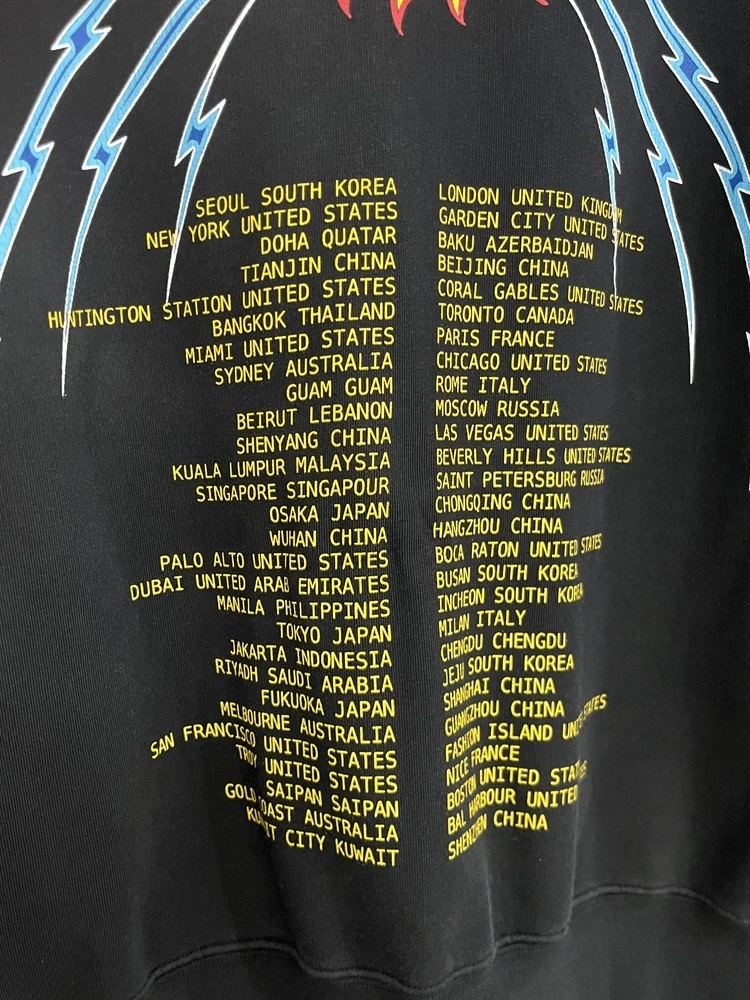 SEOUL SOUTH KOREA
NEW YORK UNITED STATES
DOHA QUATAR
TIANJIN CHINA
HUNTINGTON STATION UNITED STATES
BANGKOK THAILAND
MIAMI UNITED STATES
SYDNEY AUSTRALIA
GUAM GUAM
BEIRUT LEBANON
SHENYANG CHINA
KUALA LUMPUR MALAYSIA
SINGAPORE SINGAPOUR
OSAKA JAPAN
WUHAN CHINA
PALO ALTO UNITED STATES
DUBAI UNITED ARAB EMIRATES
MANILA PHILIPPINES
TOKYO JAPAN
JAKARTA INDONESIA
RIYADH SAUDI ARABIA
FUKUOKA JAPAN
MELBOURNE AUSTRALIA
SAN FRANCISCO UNITED STATES
TROY UNITED STATES
SAIPAN SAIPAN
GOLD COAST AUSTRALIA
CITY KUWAIT
LONDON UNITED KINGDOM
GARDEN CITY UNITED STATES
BAKU AZERBAIDJAN
BEIJING CHINA
CORAL GABLES UNITED STATES
TORONTO CANADA
PARIS FRANCE
CHICAGO UNITED STATES
ROME ITALY
MOSCOW RUSSIA
LAS VEGAS UNITED STATES
BEVERLY HILLS UNITED STATES
SAINT PETERSBURG RUSSIA
CHONGQING CHINA
HANGZHOU CHINA
BOCA RATON UNITED STATES
BUSAN SOUTH KOREA
INCHEON SOUTH KOREA
MILAN ITALY
CHENGDU CHENGDU
JEJU SOUTH KOREA
SHANGHAI CHINA
GUANGZHOU CHINA
FASHION ISLAND UNITED STATES
NICE FRANCE
BOSTON UNITED STATES
BAL HARBOUR UNITED
SHENZHEN CHINA